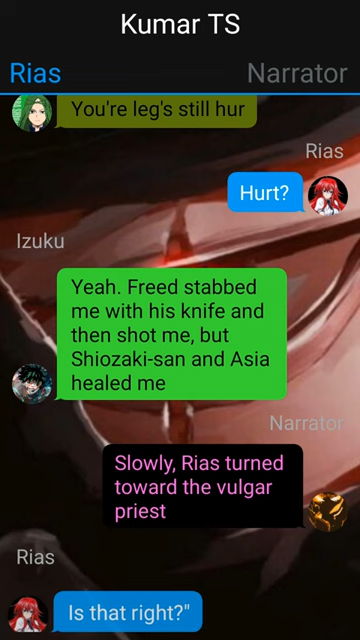 Kumar TS
Rias
Narrator
You're leg's still hur
Rias
Hurt?
Izuku
Yeah. Freed stabbed
me with his knife and
then shot me, but
Shiozaki-san and Asia
healed me
Narrator
Slowly, Rias turned
toward the vulgar
priest
Rias
Is that right?"